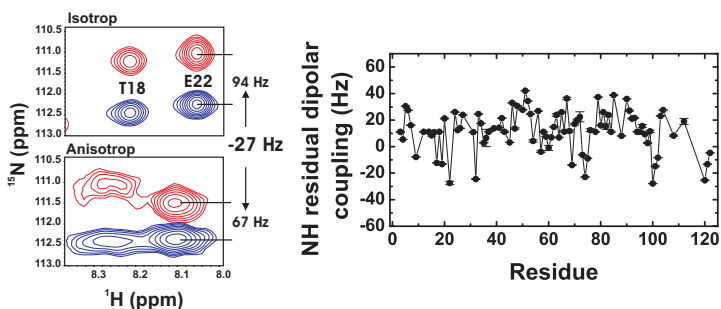 Isotrop
110.5
111.0
111.5
112.0
112.5
113.0
T18
E22
94 Hz
-27 Hz
Anisotrop
110.5
111.0
111.5
112.0
112.5
113.0
67 Hz
8.3 8.2 8.1 8.0
¹H (ppm)
¹⁵N (ppm)
NH residual dipolar
coupling (Hz)
60
40
20
0
-20
-40
-60
0 20 40 60 80 100 120
Residue